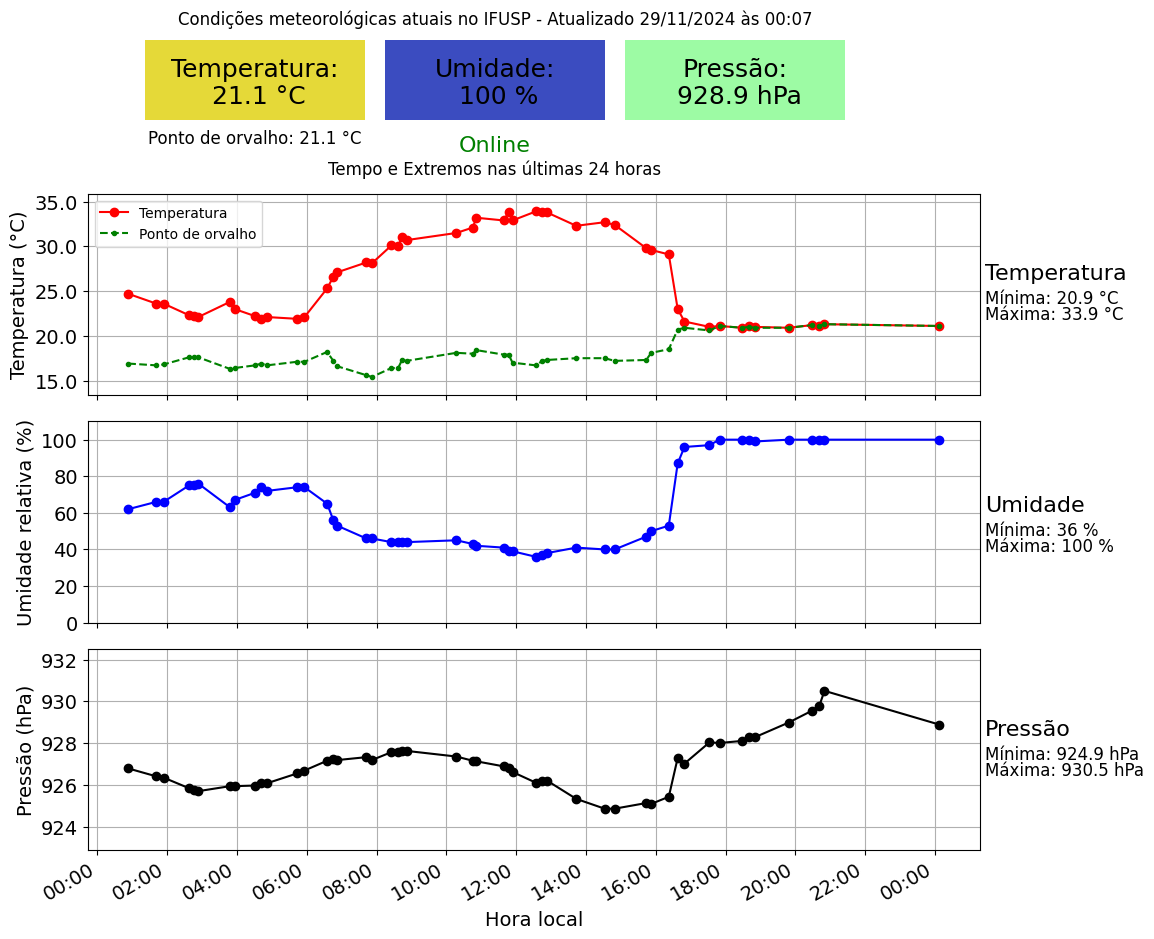 Condições meteorológicas atuais no IFUSP - Atualizado 29/11/2024 às 00:07
Temperatura:
21.1 °C
Umidade:
100 %
Pressão:
928.9 hPa
Ponto de orvalho: 21.1 °C
Online
Tempo e Extremos nas últimas 24 horas
Temperatura (°C)
35.0
30.0
25.0
20.0
15.0
Temperatura
Ponto de orvalho
Temperatura
Mínima: 20.9 °C
Máxima: 33.9 °C
Umidade relativa (%)
100
80
60
40
20
0
Umidade
Mínima: 36 %
Máxima: 100 %
Pressão (hPa)
932
930
928
926
924
Pressão
Mínima: 924.9 hPa
Máxima: 930.5 hPa
00:00 02:00 04:00 06:00 08:00 10:00 12:00 14:00 16:00 18:00 20:00 22:00 00:00
Hora local